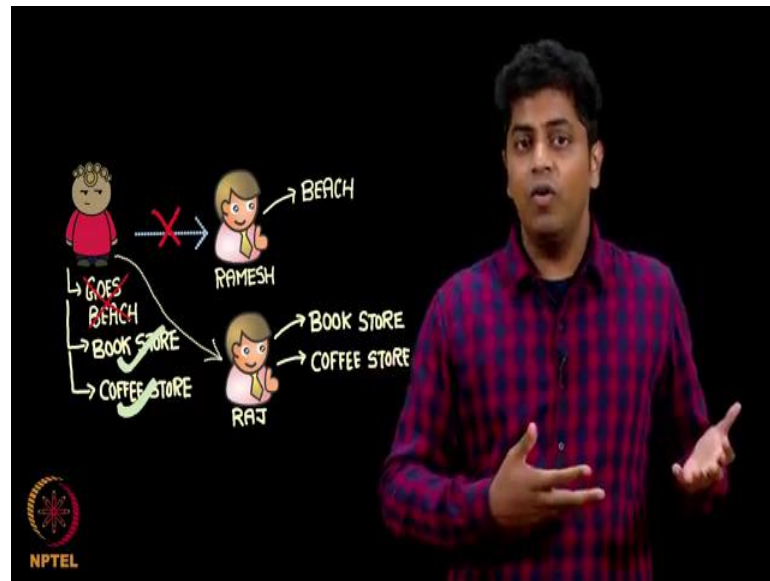 BEACH
RAMESH
GOES
BEACH
BOOK STORE
COFFEE STORE
BOOK STORE
COFFEE STORE
RAJ
NPTEL